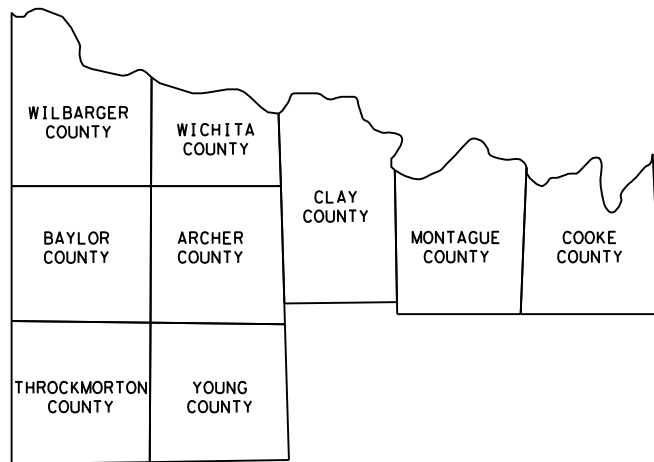 WILBARGER
COUNTY
WICHITA
COUNTY
CLAY
COUNTY
BAYLOR
COUNTY
ARCHER
COUNTY
MONTAGUE
COUNTY
COOKE
COUNTY
THROCKMORTON
COUNTY
YOUNG
COUNTY